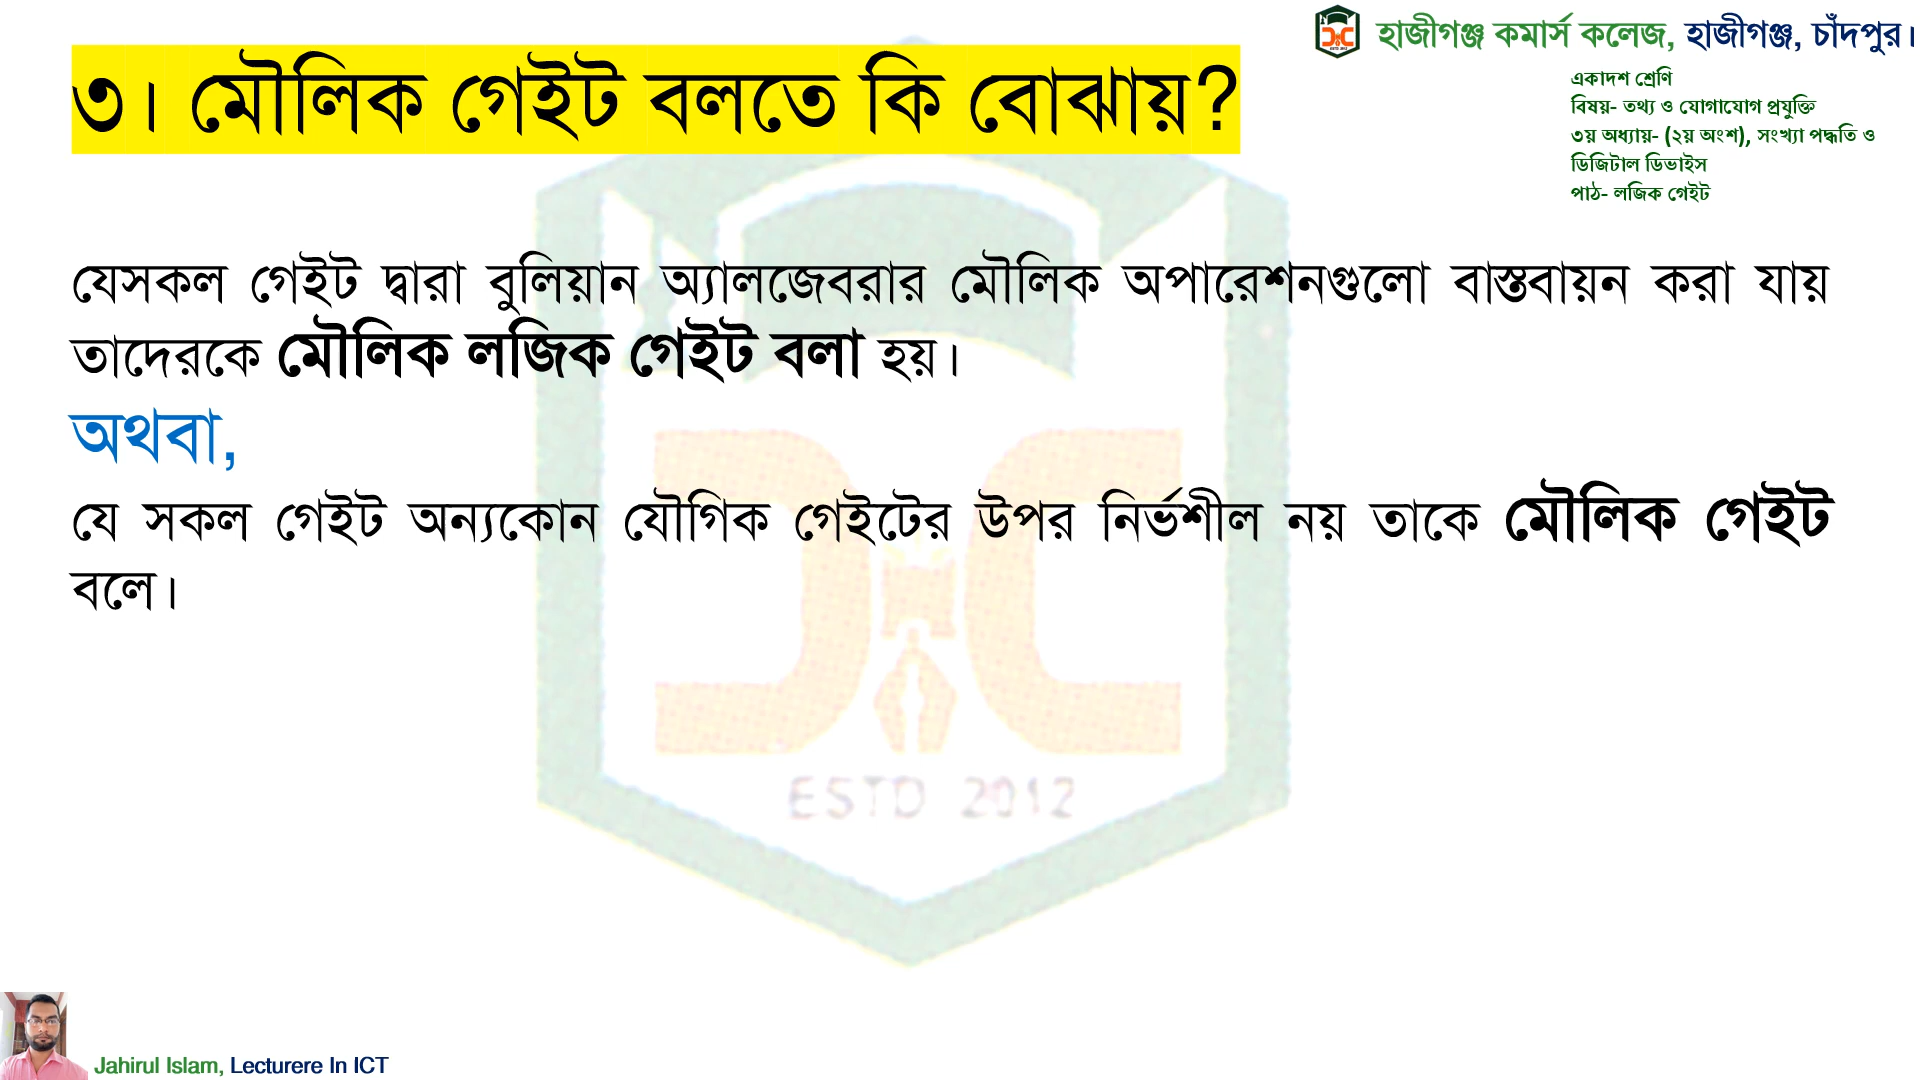 হাজীগঞ্জ কমার্স কলেজ, হাজীগঞ্জ, চাঁদপুর।
একাদশ শ্রেণি
বিষয়- তথ্য ও যোগাযোগ প্রযুক্তি
৩য় অধ্যায়- (২য় অংশ), সংখ্যা পদ্ধতি ও
ডিজিটাল ডিভাইস
পাঠ- লজিক গেইট
৩। মৌলিক গেইট বলতে কি বোঝায়?
যেসকল গেইট দ্বারা বুলিয়ান অ্যালজেবরার মৌলিক অপারেশনগুলো বাস্তবায়ন করা যায়
তাদেরকে মৌলিক লজিক গেইট বলা হয়।
অথবা,
যে সকল গেইট অন্যকোন যৌগিক গেইটের উপর নির্ভশীল নয় তাকে মৌলিক গেইট
বলে।
ESTD 2012
Jahirul Islam, Lecturere In ICT